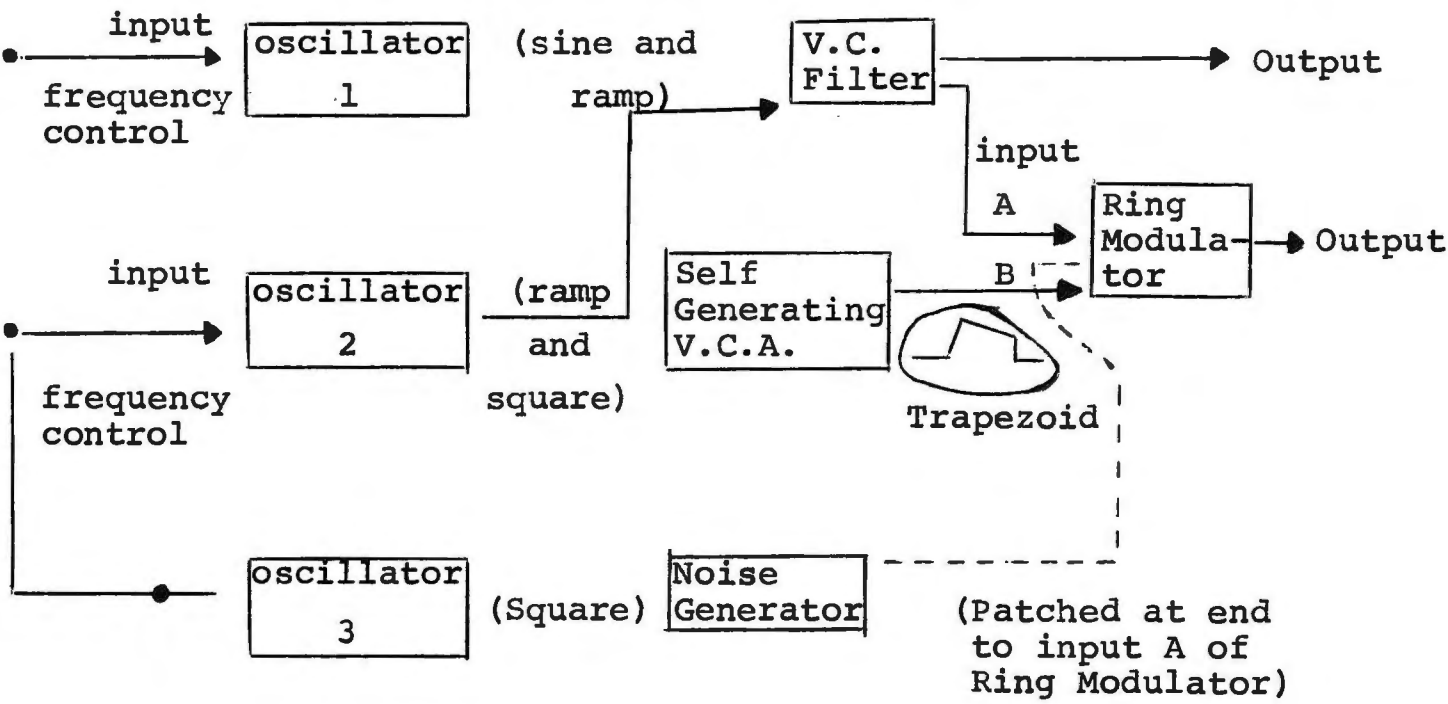 input
frequency
control
oscillator
1
(sine and
ramp)
V.C.
Filter
Output
input
A
Ring
Modula-
tor
Output
input
frequency
control
oscillator
2
(ramp
and
square)
Self
Generating
V.C.A.
B
Trapezoid
oscillator
3
(Square)
Noise
Generator
(Patched at end
to input A of
Ring Modulator)